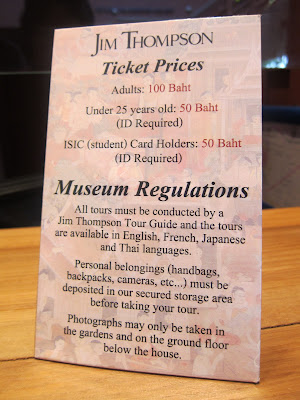 JIM THOMPSON
Ticket Prices
Adults: 100 Baht
Under 25 years old: 50 Baht
(ID Required)
ISIC (student) Card Holders: 50 Baht
(ID Required)
Museum Regulations
All tours must be conducted by a
Jim Thompson Tour Guide and the tours
are available in English, French, Japanese
and Thai languages.
Personal belongings (handbags,
backpacks, cameras, etc...) must be
deposited in our secured storage area
before taking your tour.
Photographs may only be taken in
the gardens and on the ground floor
below the house.